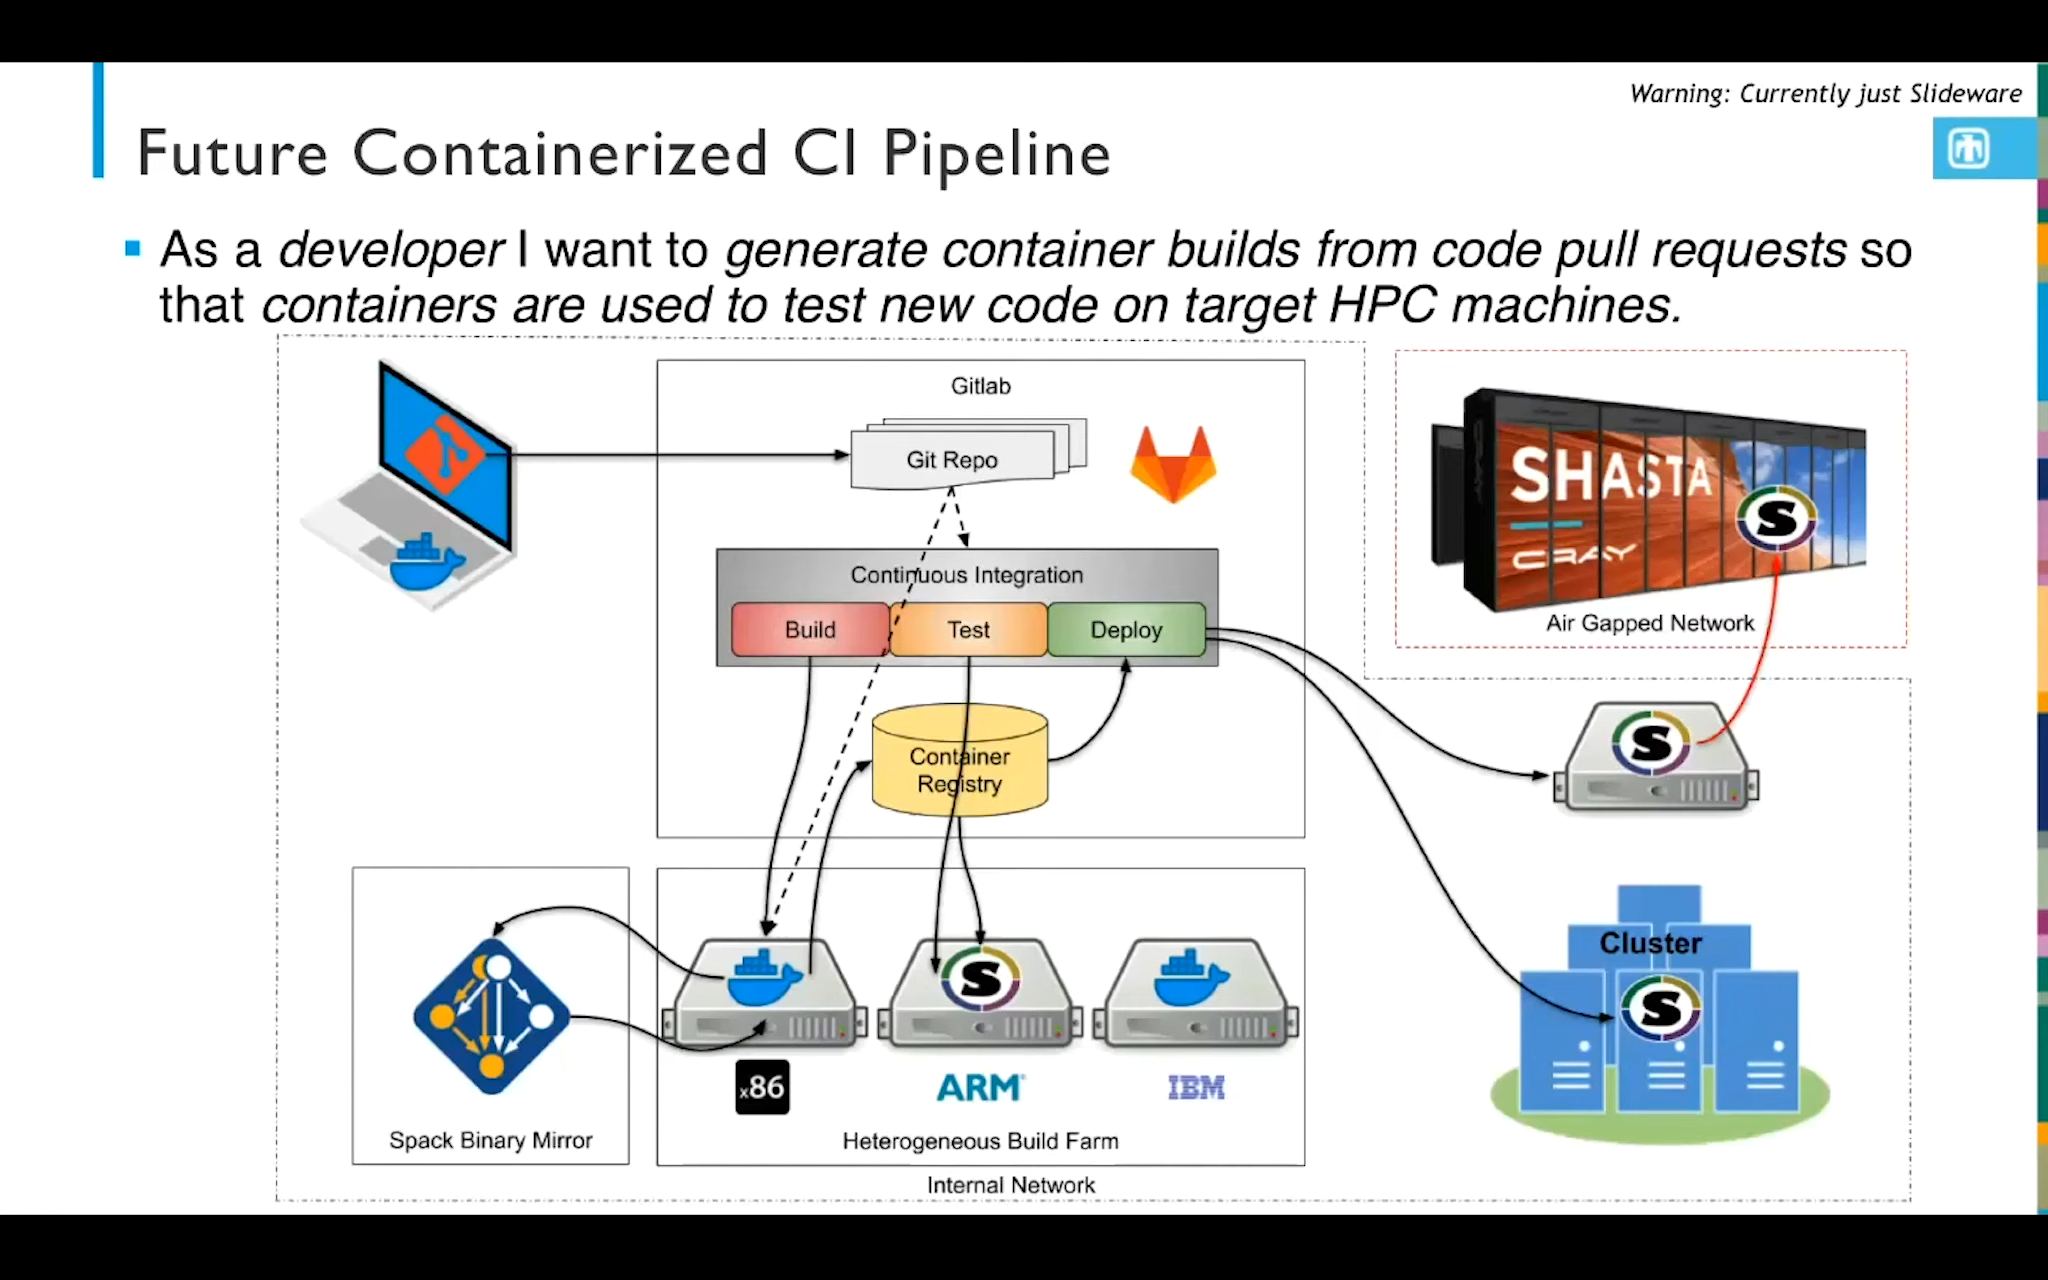 Warning: Currently just Slideware
Future Containerized CI Pipeline
As a developer I want to generate container builds from code pull requests so
that containers are used to test new code on target HPC machines.
Gitlab
Git Repo
Continuous Integration
Build
Test
Deploy
Container
Registry
SHASTA
CRAY
Air Gapped Network
S
S
Cluster
S
S
x86
ARM
IBM
Spack Binary Mirror
Heterogeneous Build Farm
Internal Network